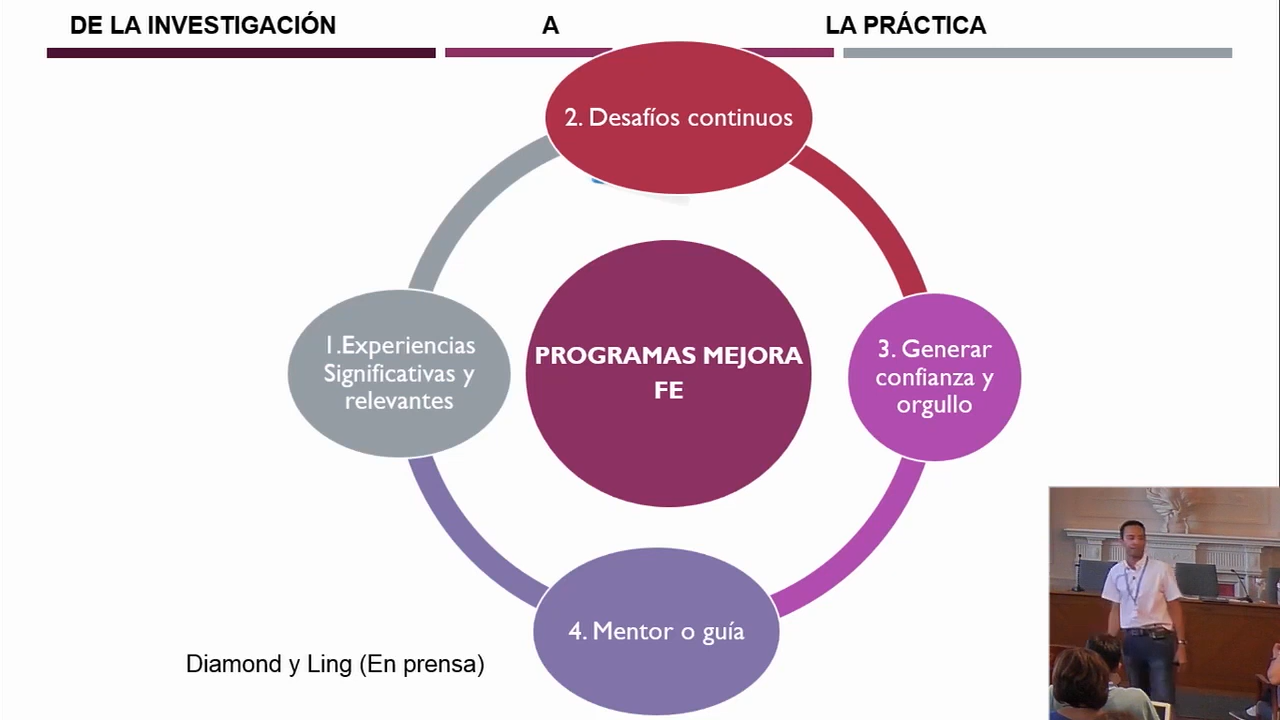 DE LA INVESTIGACIÓN A LA PRÁCTICA
2. Desafíos continuos
1.Experiencias
Significativas y
relevantes
PROGRAMAS MEJORA
FE
3. Generar
confianza y
orgullo
4. Mentor o guía
Diamond y Ling (En prensa)